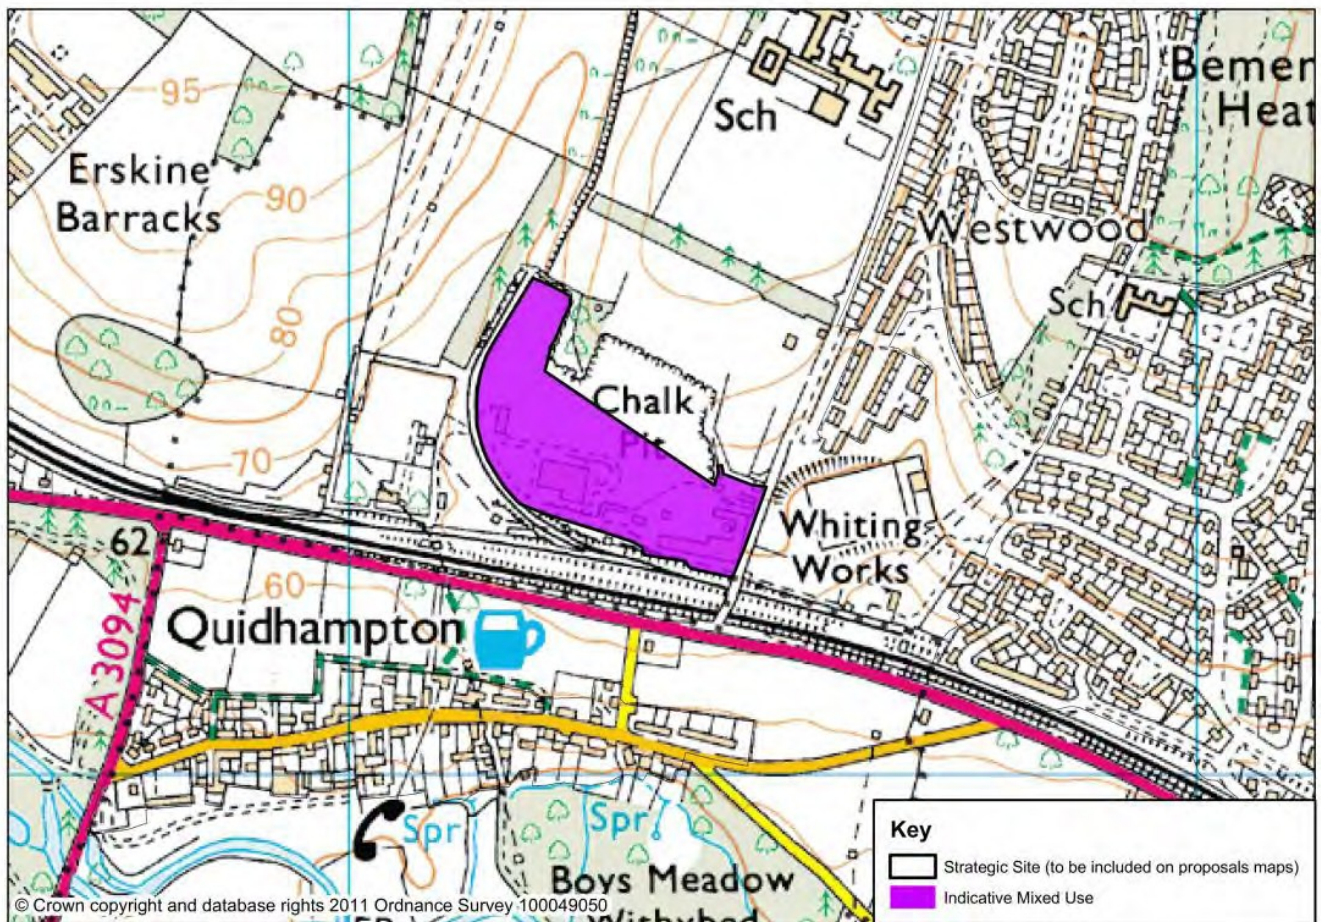 95
Sch
Bemer
Heat
Erskine
Barracks
90
Westwood
Sch
80
Chalk
Pit
70
Whiting
Works
62
60
Quidhampton
A 3094
Spr
Spr
Boys Meadow
Withybed
Key
Strategic Site (to be included on proposals maps)
Indicative Mixed Use
© Crown copyright and database rights 2011 Ordnance Survey 100049050